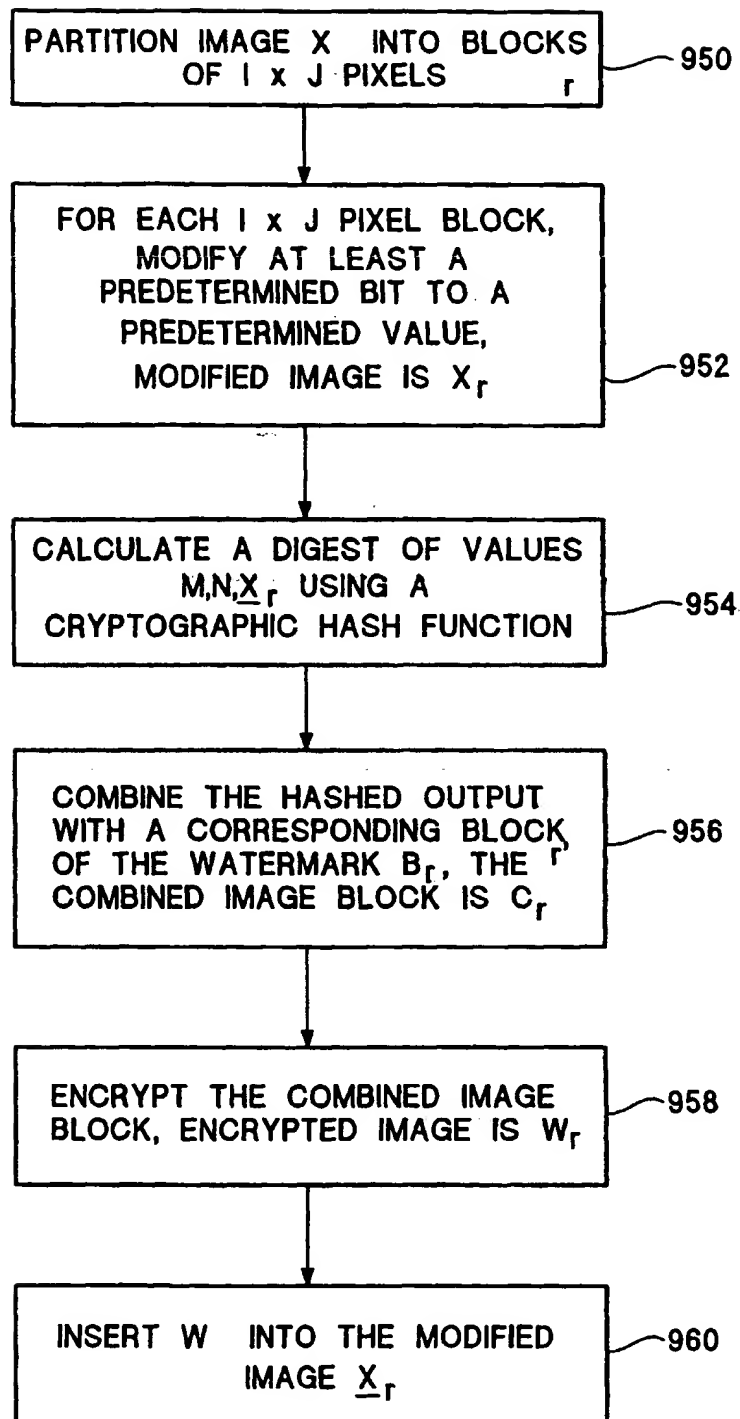 PARTITION IMAGE X INTO BLOCKS
OF I x J PIXELS r
950
FOR EACH I x J PIXEL BLOCK,
MODIFY AT LEAST A
PREDETERMINED BIT TO A
PREDETERMINED VALUE,
MODIFIED IMAGE IS Xr
952
CALCULATE A DIGEST OF VALUES
M,N,Xr USING A
CRYPTOGRAPHIC HASH FUNCTION
954
COMBINE THE HASHED OUTPUT
WITH A CORRESPONDING BLOCK
OF THE WATERMARK Br, THE r,
COMBINED IMAGE BLOCK IS Cr
956
ENCRYPT THE COMBINED IMAGE
BLOCK, ENCRYPTED IMAGE IS Wr
958
INSERT W INTO THE MODIFIED
IMAGE Xr
960